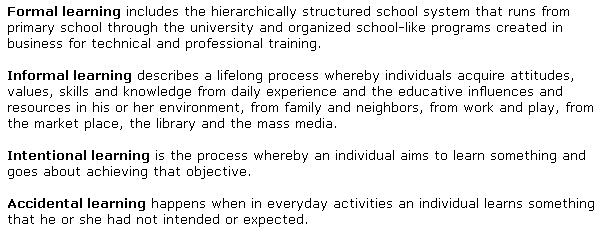 Formal learning includes the hierarchically structured school system that runs from
primary school through the university and organized school-like programs created in
business for technical and professional training.
Informal learning describes a lifelong process whereby individuals acquire attitudes,
values, skills and knowledge from daily experience and the educative influences and
resources in his or her environment, from family and neighbors, from work and play, from
the market place, the library and the mass media.
Intentional learning is the process whereby an individual aims to learn something and
goes about achieving that objective.
Accidental learning happens when in everyday activities an individual learns something
that he or she had not intended or expected.